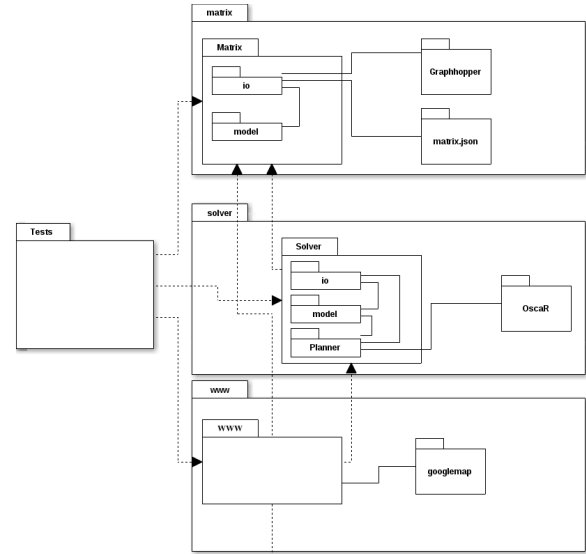 matrix
Matrix
io
model
Graphhopper
matrix.json
Tests
solver
Solver
io
model
Planner
OscaR
www
WWW
googlemap